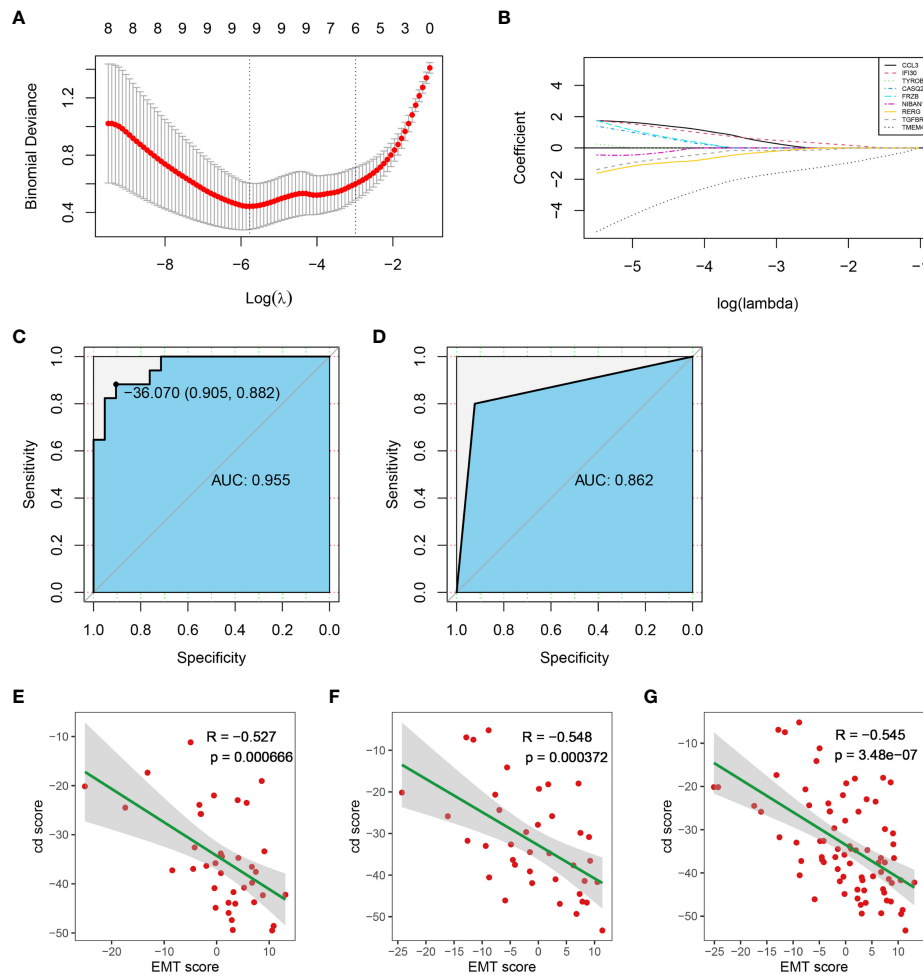 A
8 8 8 9 9 9 9 9 9 7 6 5 3 0
Binomial Deviance
0.4 0.8 1.2
−8 −6 −4 −2
Log(λ)
B
Coefficient
−4 −2 0 2 4
−5 −4 −3 −2 −1
log(lambda)
CCL3
IFI30
FRZB
RERG
C
Sensitivity
0.0 0.2 0.4 0.6 0.8 1.0
−36.070 (0.905, 0.882)
AUC: 0.955
1.0 0.8 0.6 0.4 0.2 0.0
Specificity
D
Sensitivity
0.0 0.2 0.4 0.6 0.8 1.0
AUC: 0.862
1.0 0.8 0.6 0.4 0.2 0.0
Specificity
E
R = −0.527
p = 0.000666
cd score
−10
−20
−30
−40
−50
−20 −10 0 10
EMT score
F
R = −0.548
p = 0.000372
cd score
−10
−20
−30
−40
−50
−25 −20 −15 −10 −5 0 5 10
EMT score
G
R = −0.545
p = 3.48e−07
cd score
−10
−20
−30
−40
−50
−25 −20 −15 −10 −5 0 5 10
EMT score